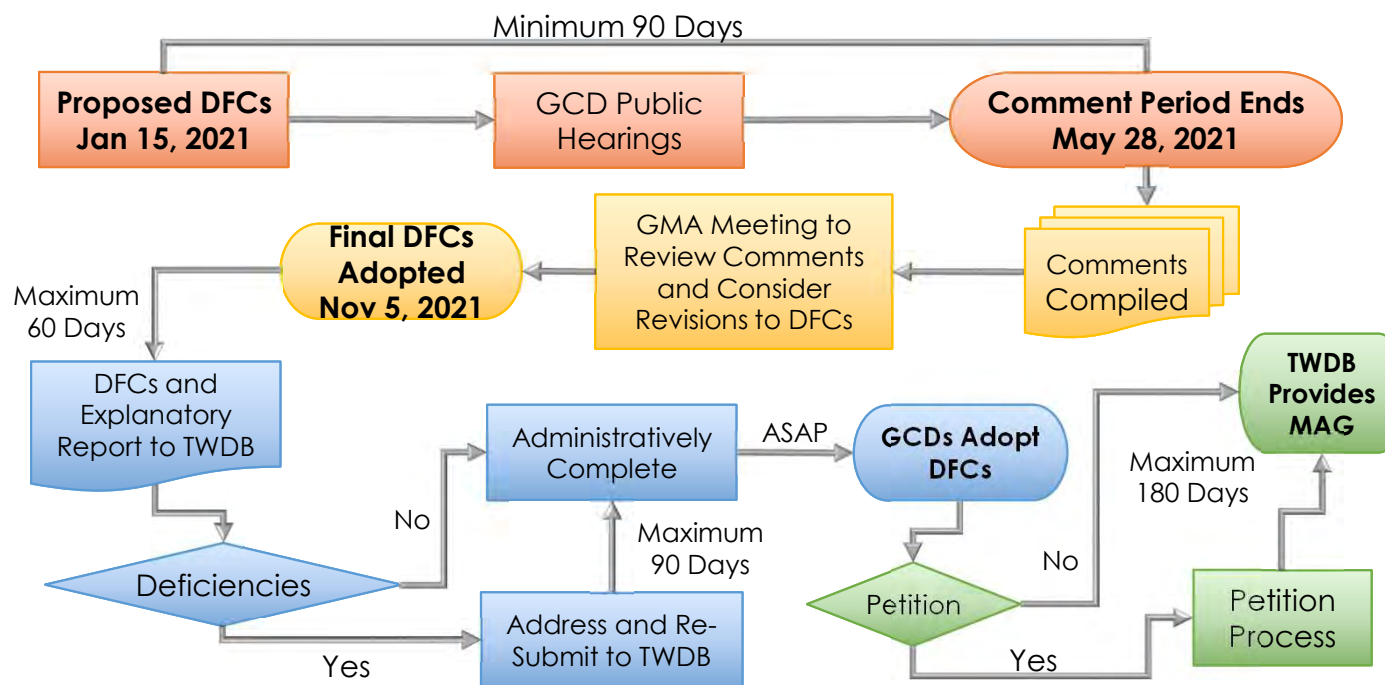 Minimum 90 Days
Proposed DFCs
Jan 15, 2021
GCD Public
Hearings
Comment Period Ends
May 28, 2021
Comments
Compiled
GMA Meeting to
Review Comments
and Consider
Revisions to DFCs
Final DFCs
Adopted
Nov 5, 2021
Maximum
60 Days
DFCs and
Explanatory
Report to TWDB
Deficiencies
No
Yes
Address and Re-
Submit to TWDB
Maximum
90 Days
Administratively
Complete
ASAP
GCDs Adopt
DFCs
Petition
No
Yes
Petition
Process
Maximum
180 Days
TWDB
Provides
MAG